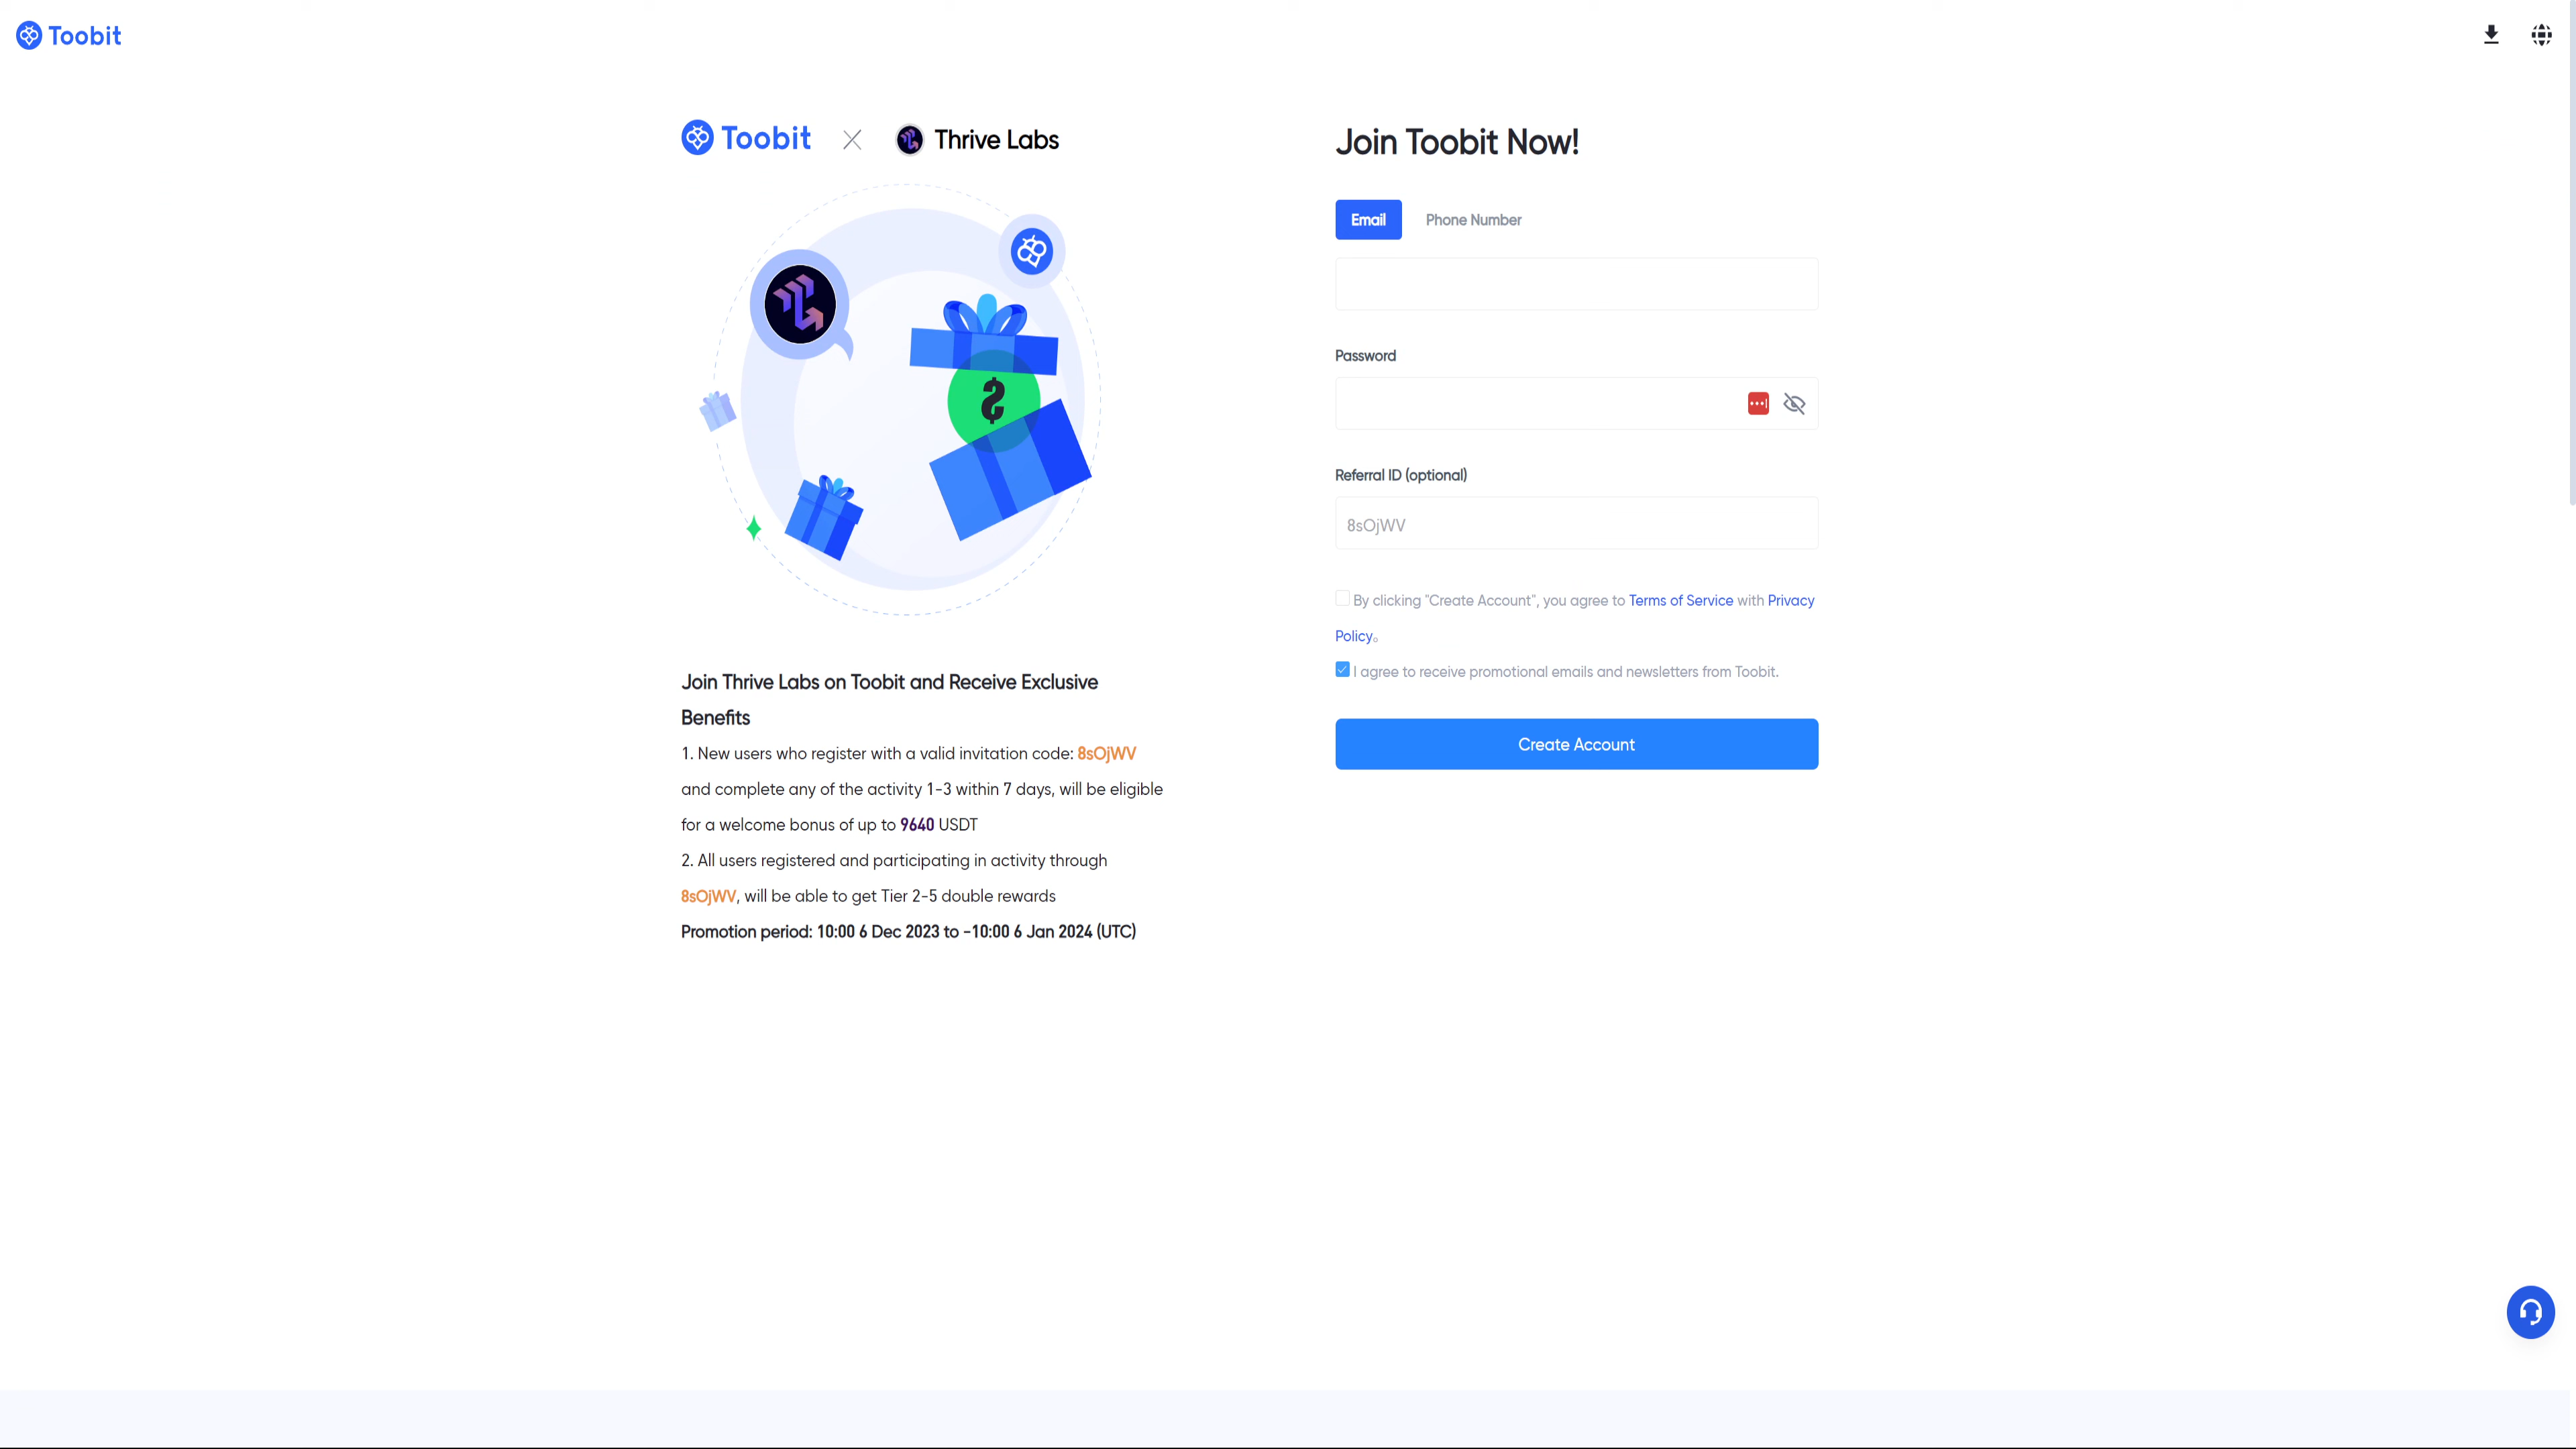 Toobit
Toobit
Thrive Labs
Join Thrive Labs on Toobit and Receive Exclusive
Benefits
1. New users who register with a valid invitation code: 8sOjWV
and complete any of the activity 1-3 within 7 days, will be eligible
for a welcome bonus of up to 9640 USDT
2. All users registered and participating in activity through
8sOjWV, will be able to get Tier 2-5 double rewards
Promotion period: 10:00 6 Dec 2023 to -10:00 6 Jan 2024 (UTC)
Join Toobit Now!
Email
Phone Number
Password
Referral ID (optional)
8sOjWV
By clicking "Create Account", you agree to Terms of Service with Privacy
Policy。
I agree to receive promotional emails and newsletters from Toobit.
Create Account